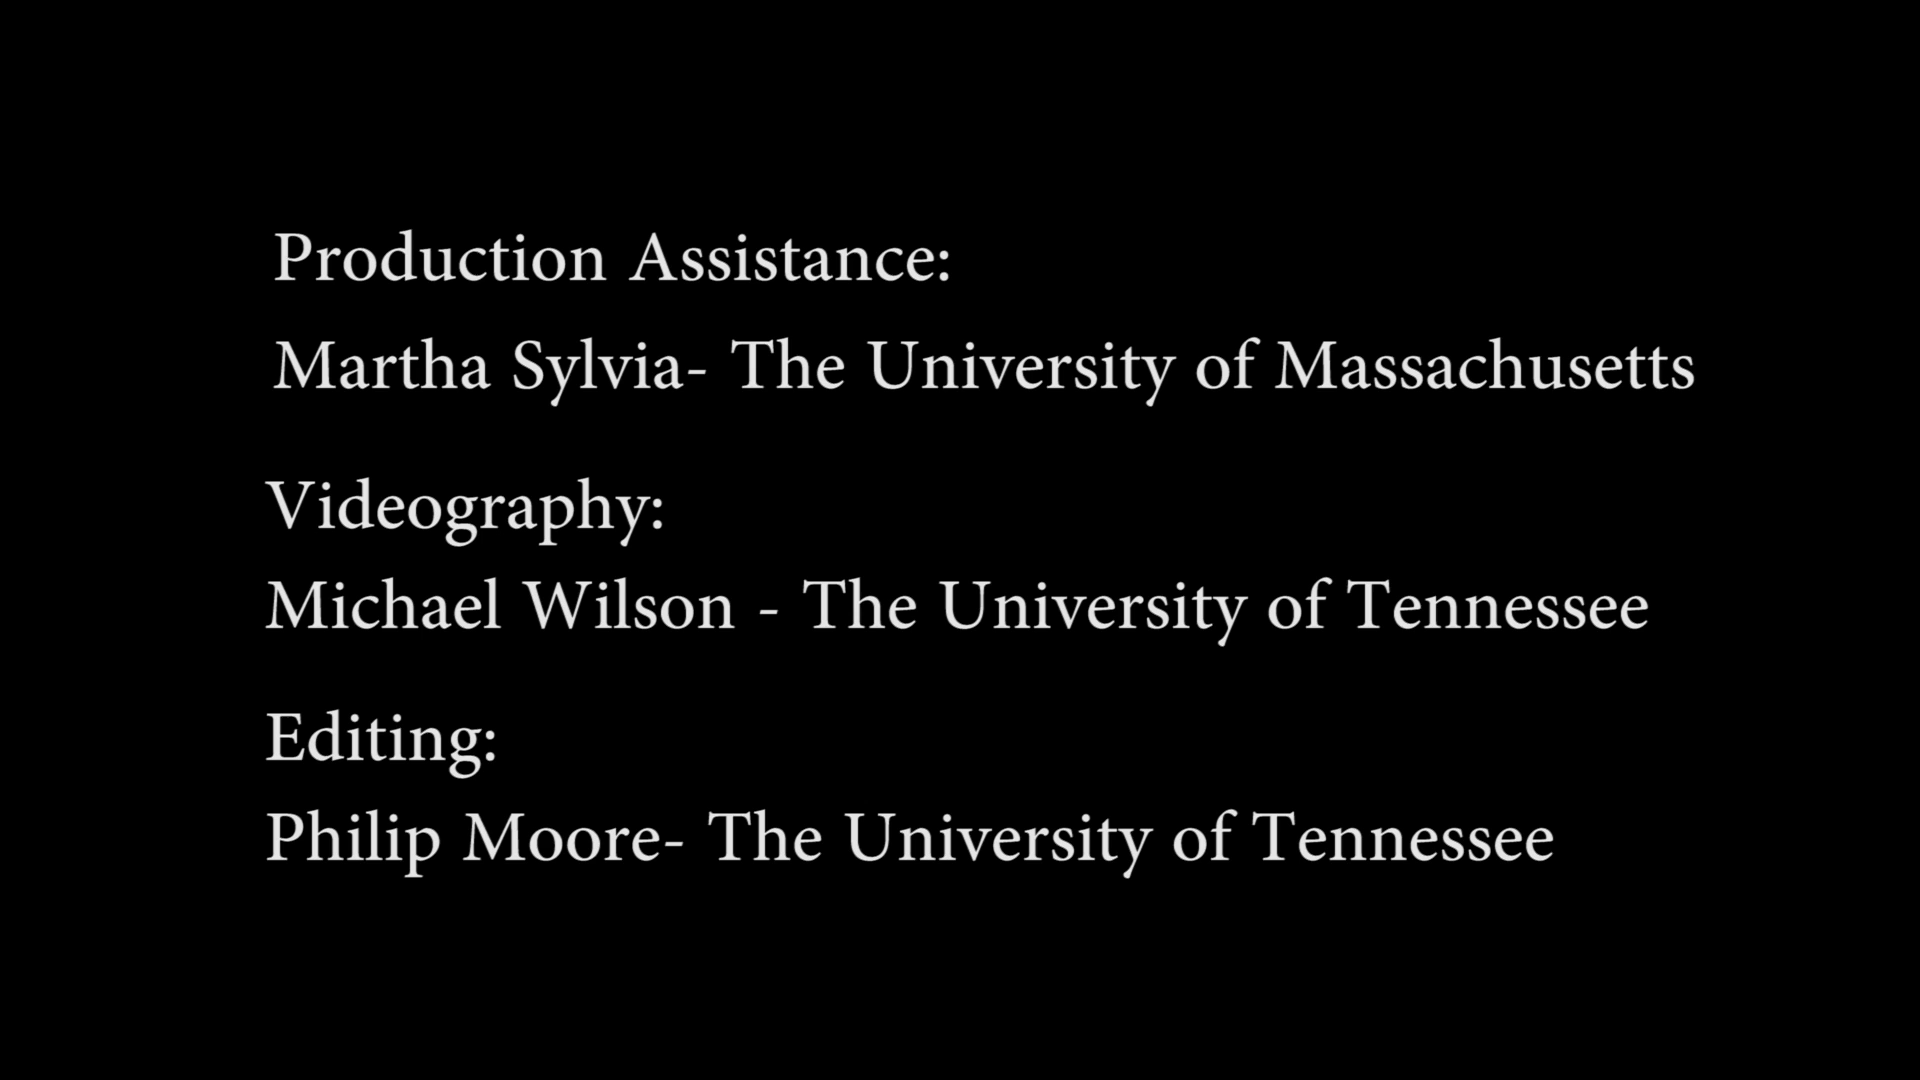 Production Assistance:
Martha Sylvia- The University of Massachusetts
Videography:
Michael Wilson - The University of Tennessee
Editing:
Philip Moore- The University of Tennessee